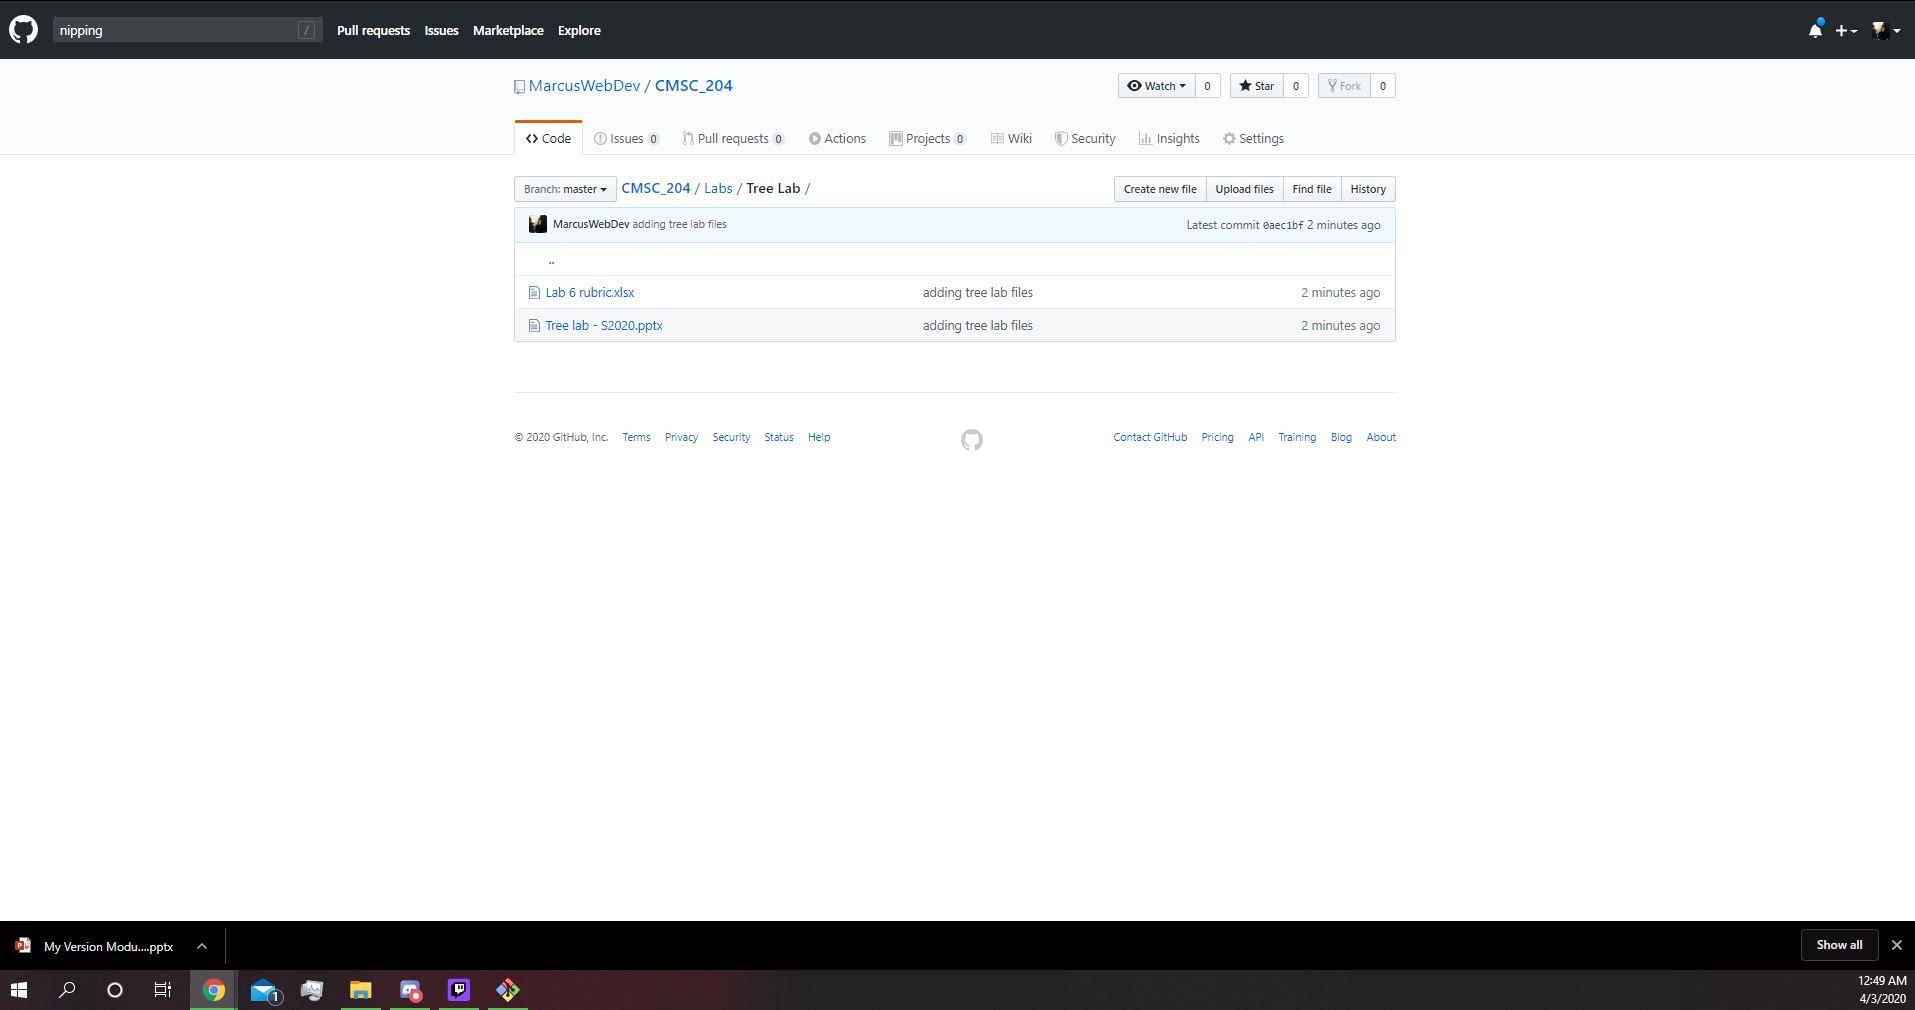 nipping / Pull requests Issues Marketplace Explore
MarcusWebDev / CMSC_204 Watch 0 Star 0 Fork 0
Code Issues 0 Pull requests 0 Actions Projects 0 Wiki Security Insights Settings
Branch: master CMSC_204 / Labs / Tree Lab / Create new file Upload files Find file History
MarcusWebDev adding tree lab files Latest commit 0aec1bf 2 minutes ago
..
Lab 6 rubric.xlsx adding tree lab files 2 minutes ago
Tree lab - S2020.pptx adding tree lab files 2 minutes ago
© 2020 GitHub, Inc. Terms Privacy Security Status Help Contact GitHub Pricing API Training Blog About
My Version Modu....pptx Show all
1 12:49 AM
4/3/2020